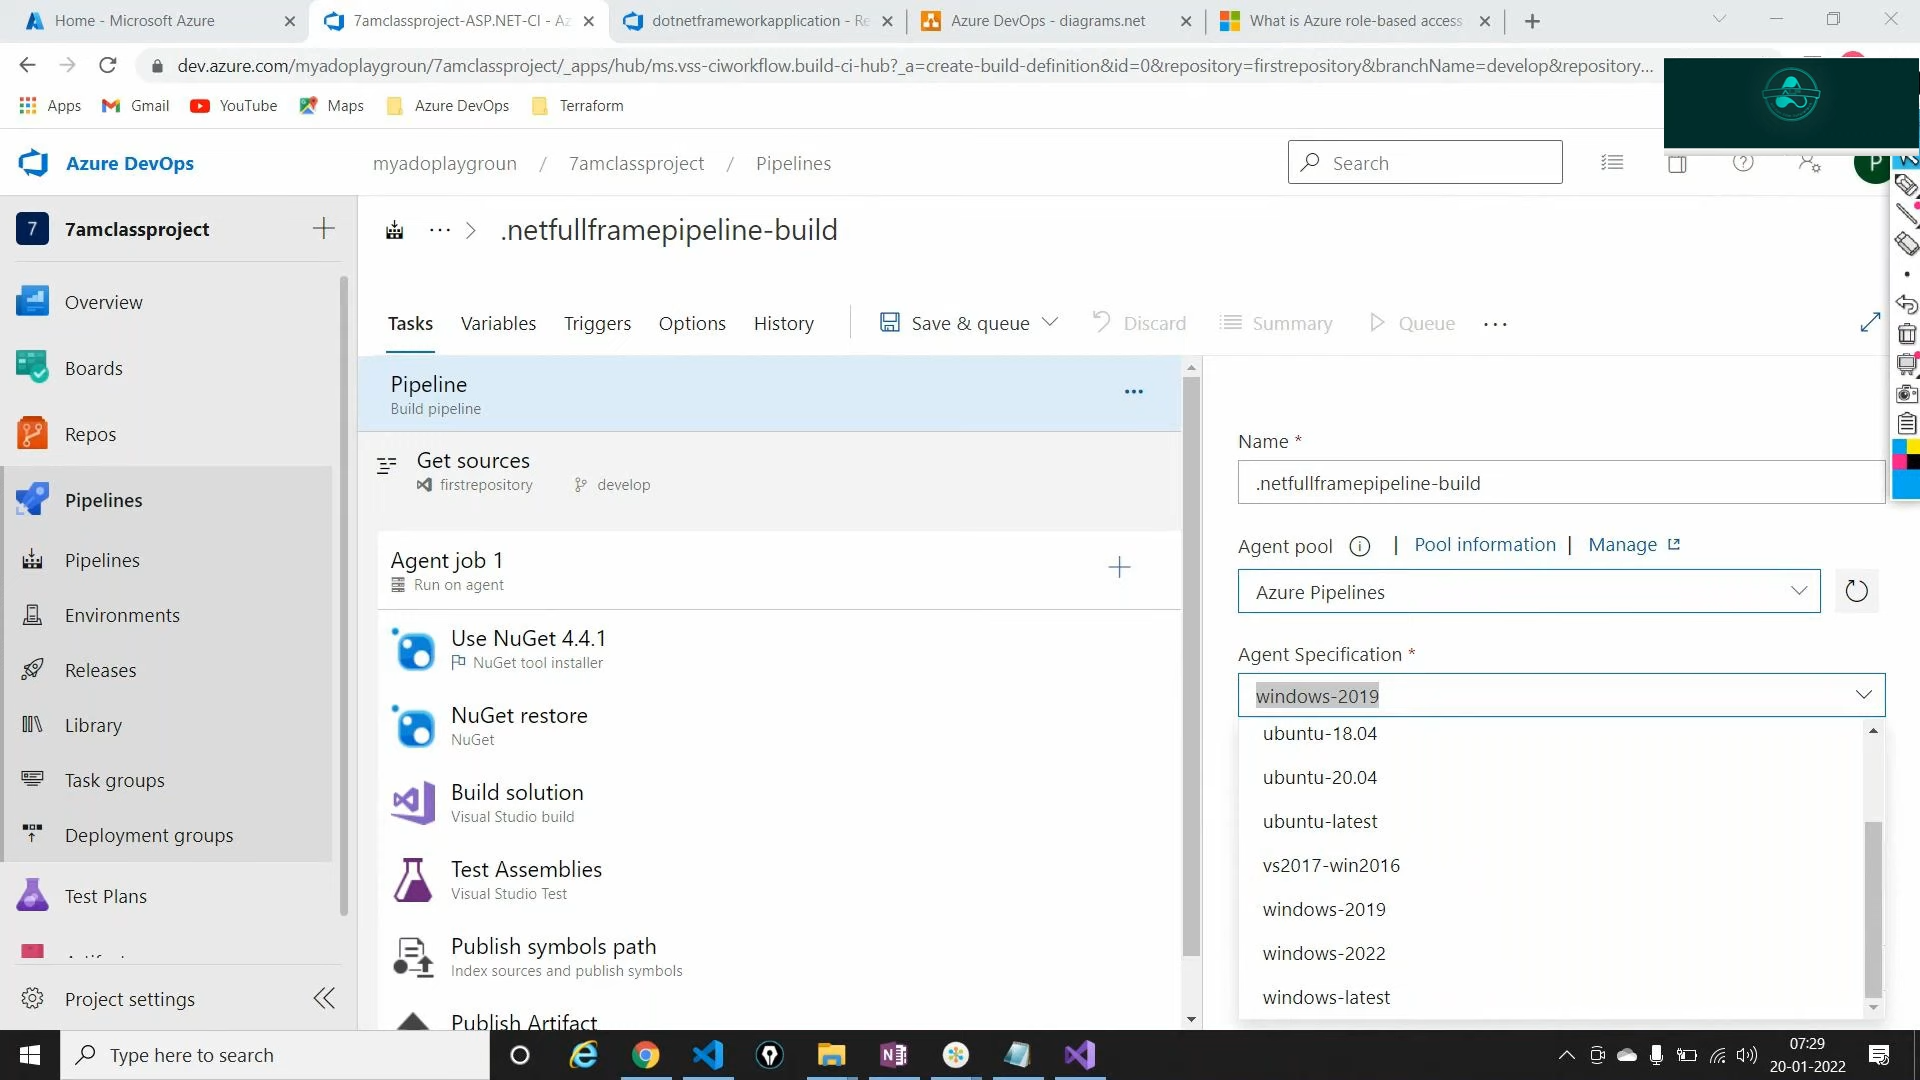 Home - Microsoft Azure
7amclassproject-ASP.NET-CI - Az
dotnetframeworkapplication - Re
Azure DevOps - diagrams.net
What is Azure role-based access
dev.azure.com/myadoplaygroun/7amclassproject/_apps/hub/ms.vss-ciworkflow.build-ci-hub?_a=create-build-definition&id=0&repository=firstrepository&branchName=develop&repository...
Apps
Gmail
YouTube
Maps
Azure DevOps
Terraform
Azure DevOps
myadoplaygroun / 7amclassproject / Pipelines
Search
P
7
7amclassproject
Overview
Boards
Repos
Pipelines
Pipelines
Environments
Releases
Library
Task groups
Deployment groups
Test Plans
Project settings
... > .netfullframepipeline-build
Tasks
Variables
Triggers
Options
History
Save & queue
Discard
Summary
Queue
...
Pipeline
Build pipeline
Get sources
firstrepository
develop
Agent job 1
Run on agent
Use NuGet 4.4.1
NuGet tool installer
NuGet restore
NuGet
Build solution
Visual Studio build
Test Assemblies
Visual Studio Test
Publish symbols path
Index sources and publish symbols
Publish Artifact
Name *
.netfullframepipeline-build
Agent pool | Pool information | Manage
Azure Pipelines
Agent Specification *
windows-2019
ubuntu-18.04
ubuntu-20.04
ubuntu-latest
vs2017-win2016
windows-2019
windows-2022
windows-latest
Type here to search
07:29
20-01-2022